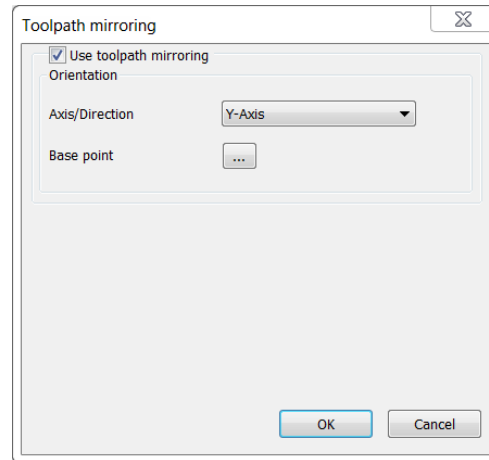 Toolpath mirroring
Use toolpath mirroring
Orientation
Axis/Direction Y-Axis
Base point ...
OK Cancel